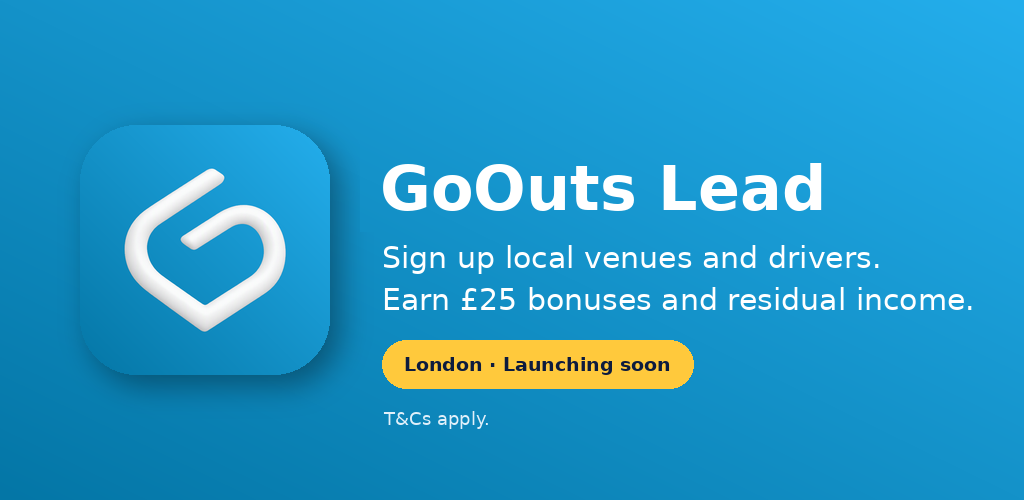 GoOuts Lead
Sign up local venues and drivers.
Earn £25 bonuses and residual income.
London · Launching soon
T&Cs apply.